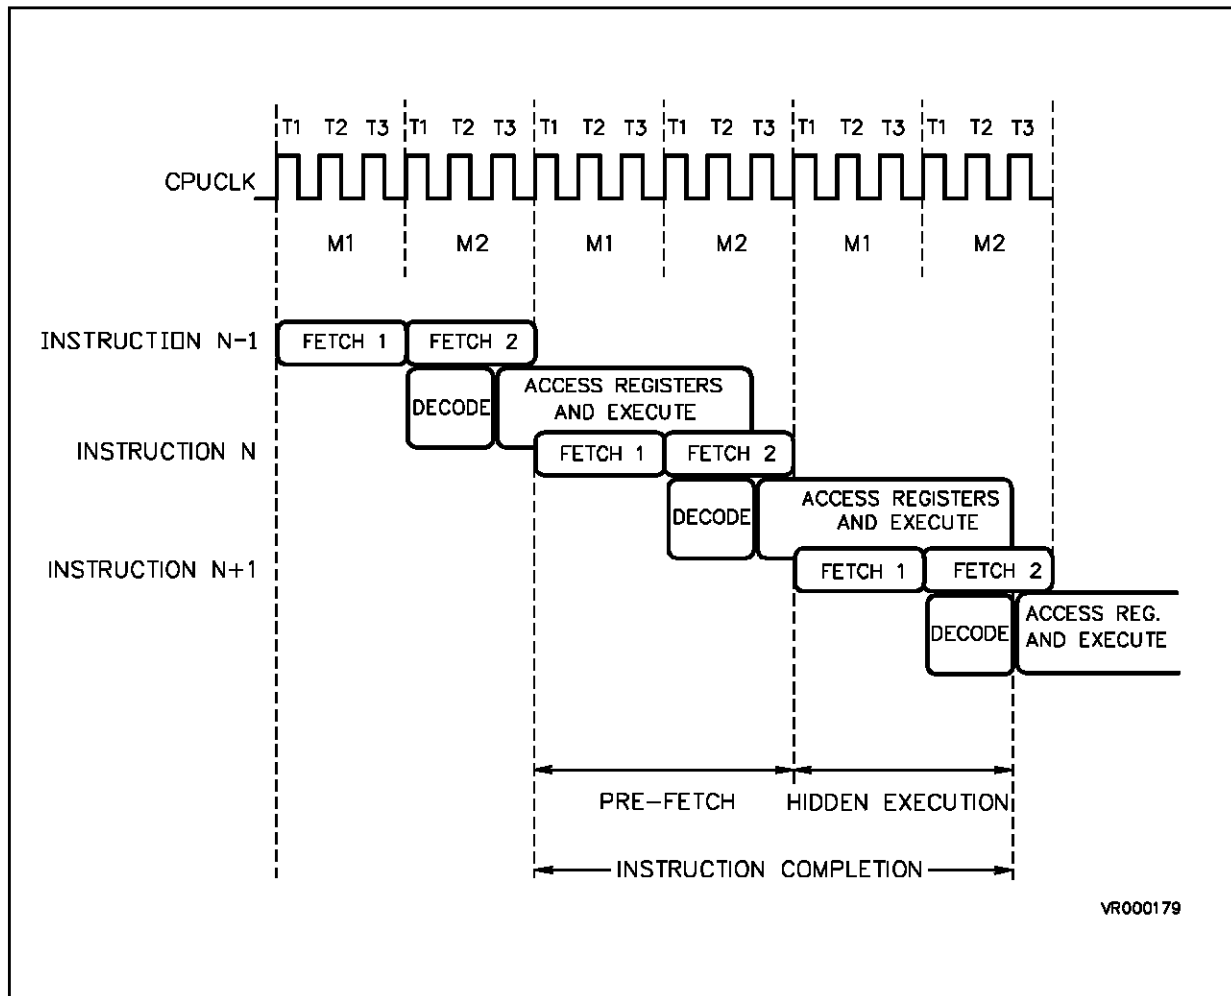 T1 T2 T3 T1 T2 T3 T1 T2 T3 T1 T2 T3 T1 T2 T3 T1 T2 T3
CPUCLK
M1 M2 M1 M2 M1 M2
INSTRUCTION N-1
FETCH 1 FETCH 2
DECODE
ACCESS REGISTERS
AND EXECUTE
INSTRUCTION N
FETCH 1 FETCH 2
DECODE
ACCESS REGISTERS
AND EXECUTE
INSTRUCTION N+1
FETCH 1 FETCH 2
DECODE
ACCESS REG.
AND EXECUTE
PRE-FETCH HIDDEN EXECUTION
INSTRUCTION COMPLETION
VR000179